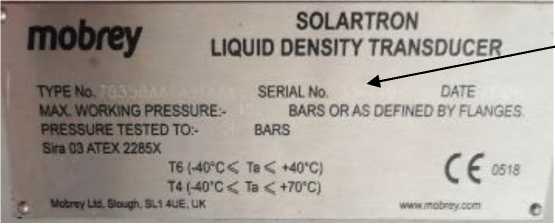 mobrey
SOLARTRON
LIQUID DENSITY TRANSDUCER
TYPE No. SERIAL No. DATE
MAX. WORKING PRESSURE:- BARS OR AS DEFINED BY FLANGES.
PRESSURE TESTED TO:- BARS
Sira 03 ATEX 2285X
T6 (-40°C ≤ Ta ≤ +40°C)
T4 (-40°C ≤ Ta ≤ +70°C)
CE 0518
Mobrey Ltd, Slough, SL1 4UE, UK www.mobrey.com